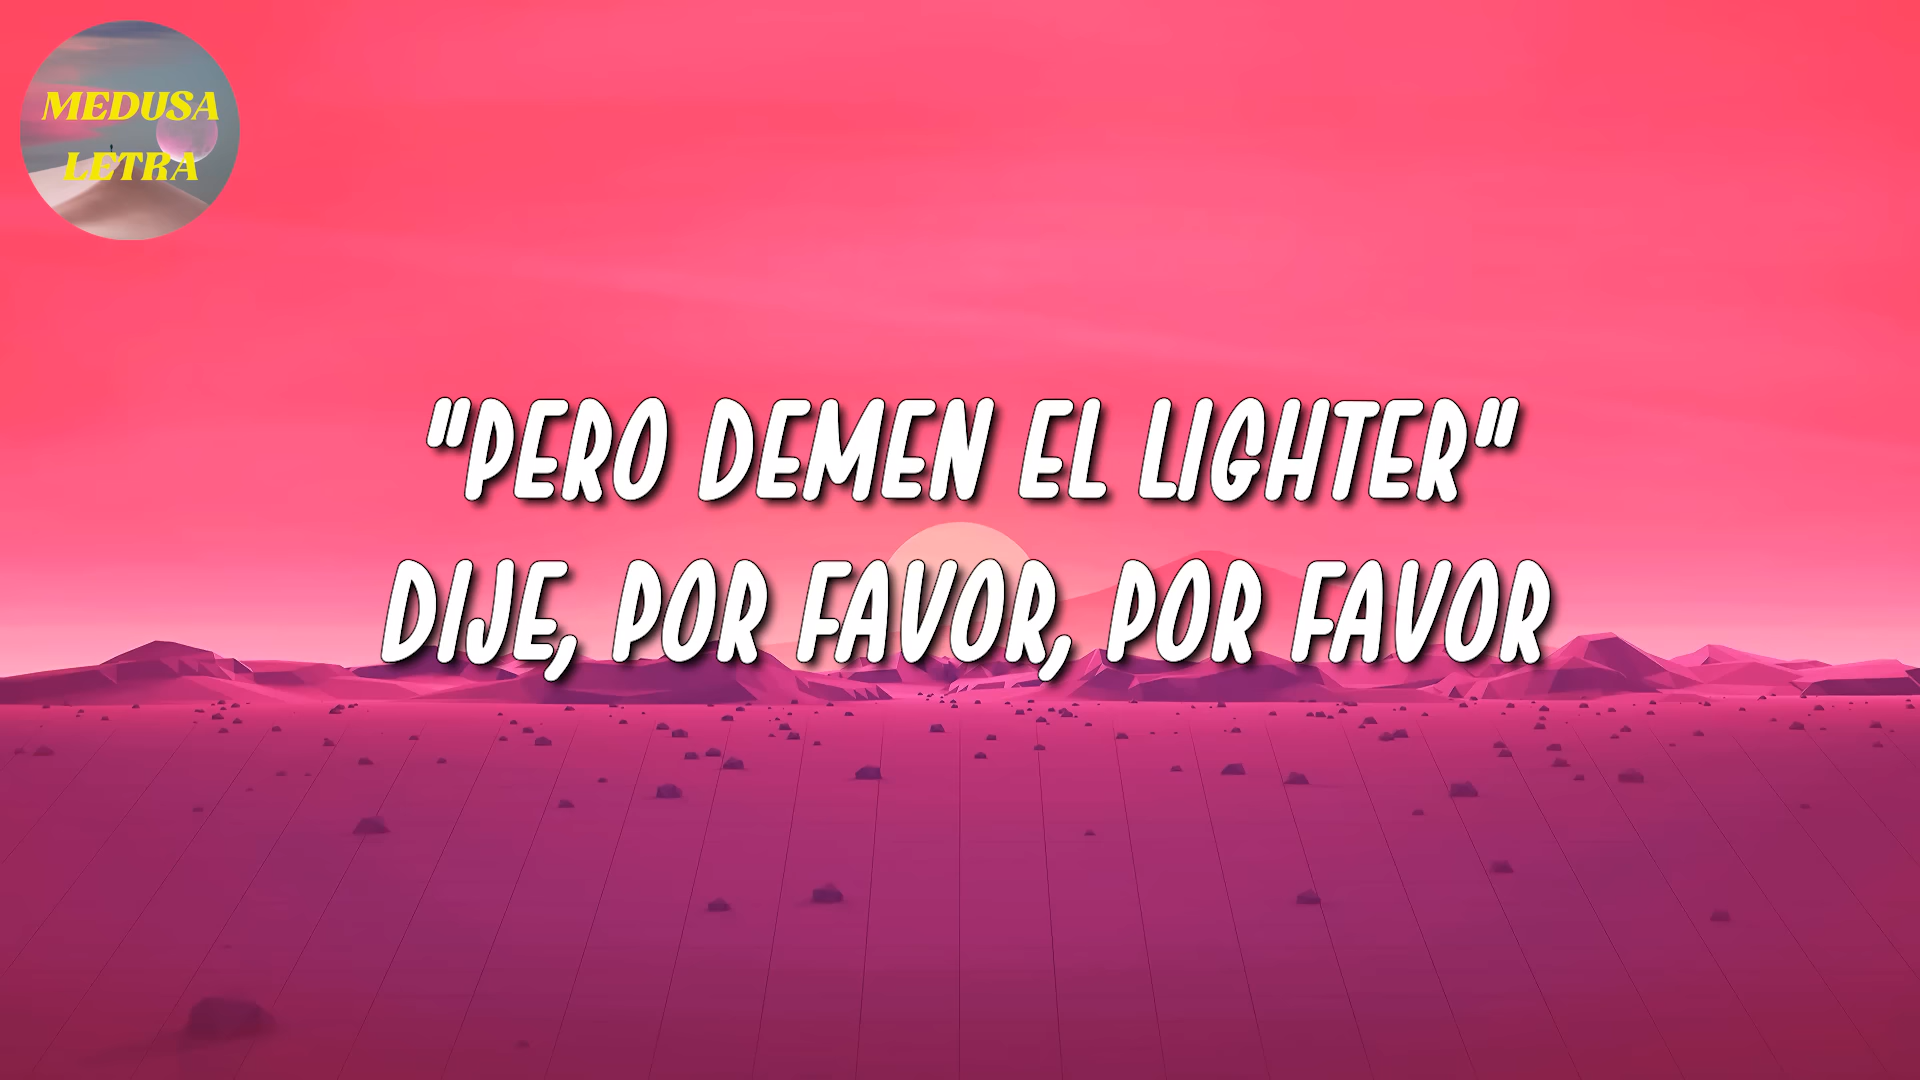 MEDUSA
LETRA
"PERO DEMEN EL LIGHTER"
DIJE, POR FAVOR, POR FAVOR